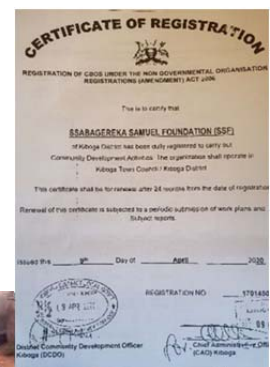 CERTIFICATE OF REGISTRATION
REGISTRATION OF CBOS UNDER THE NON GOVERNMENTAL ORGANISATION
REGISTRATIONS (AMENDMENT) ACT 2006
This is to certify that
SSABAGEREKA SAMUEL FOUNDATION (SSF)
of Kiboga District has been duly registered to carry out
Community Development Activities. The organization shall operate in
Kiboga Town Council / Kiboga District
This certificate shall be for renewal after 24 months from the date of registration
Renewal of this certificate is subjected to a periodic submission of work plans and
Subject reports
Issued this 9th Day of April 2020
REGISTRATION NO
District Community Development Officer
Kiboga (DCDO)
Chief Administrative
(CAO) Kiboga